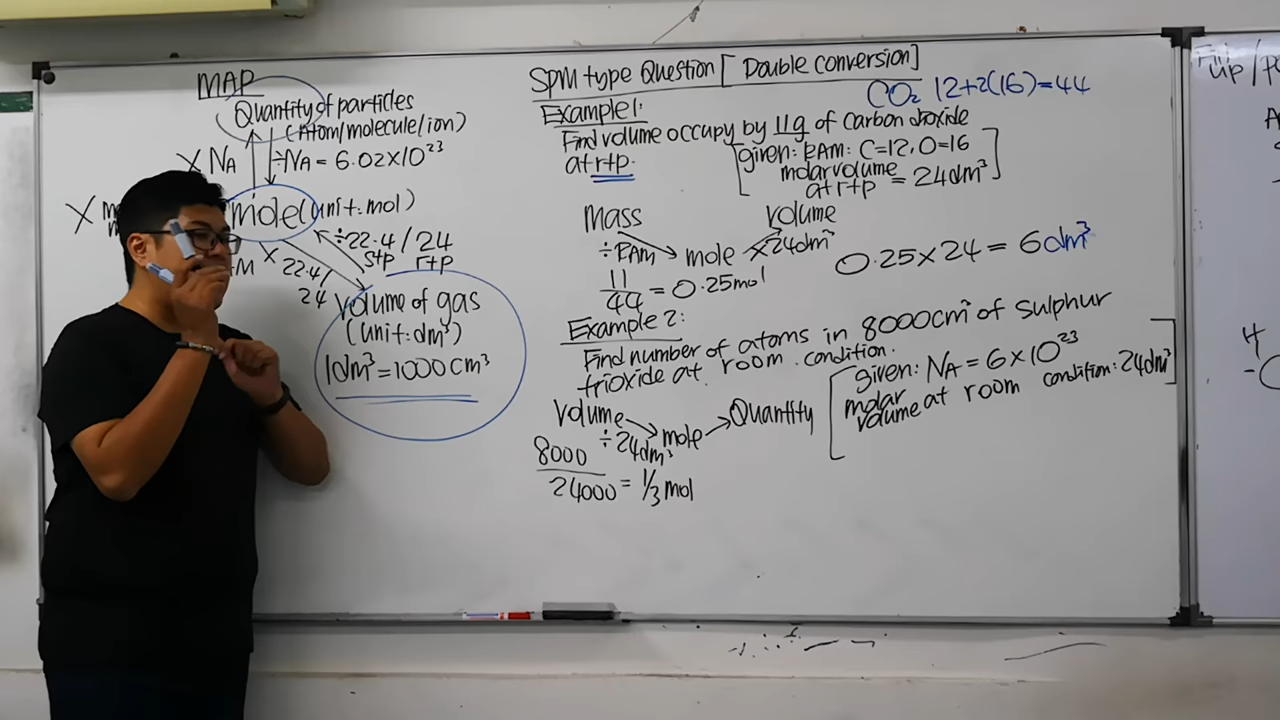 MAP
Quantity of particles
(Atom/molecule/ion)
× NA
÷NA = 6.02×10²³
×
mole (unit: mol)
÷22.4/24
stp rtp
× 22.4/
24
Volume of gas
(unit: dm³)
1dm³=1000cm³
SPM type Question [Double conversion]
CO₂ 12+2(16)=44
Example 1:
Find volume occupy by 11g of Carbon dioxide
at rtp.
[given: RAM: C=12, O=16
molar volume
at rtp = 24dm³]
Mass
Volume
÷RAM
mole
×24dm³
11/44 = 0.25mol
0.25×24 = 6dm³
Example 2:
Find number of atoms in 8000cm³ of sulphur
trioxide at room condition.
[given: NA = 6×10²³
molar
volume at room condition: 24dm³]
Volume
÷24dm³
mole
Quantity
8000/24000 = 1/3 mol
up/